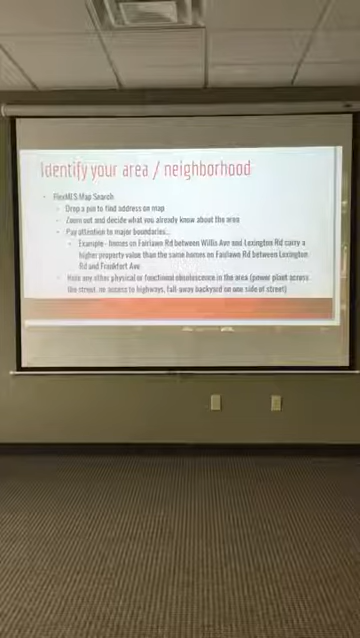 Identify your area / neighborhood
FlexMLS Map Search
Drop a pin to find address on map
Zoom out and decide what you already know about the area
Pay attention to major boundaries...
Example - homes on Fairlawn Rd between Willis Ave and Lexington Rd carry a
higher property value than the same homes on Fairlawn Rd between Lexington
Rd and Frankfort Ave
any other physical or functional obsolescence in the area (power plant across
the street, no access to highways, fall-away backyard on one side of street)